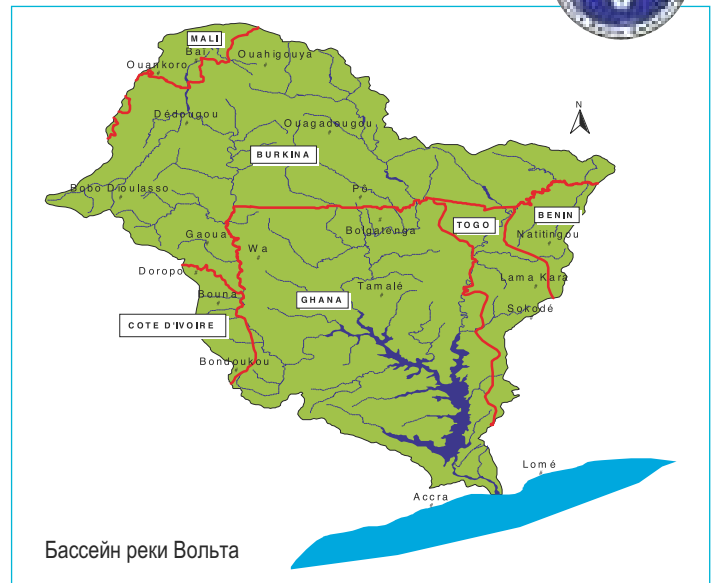 MALI
Bai
Ouahigouya
Ouankoro
N
Dédougou
Ouagadougou
BURKINA
Bobo Dioulasso
Pô
BENIN
TOGO
Bolgatenga
Natitingou
Gaoua
Wa
Doropo
Lama Kara
Tamalé
Bouna
GHANA
Sokodé
COTE D'IVOIRE
Bondoukou
Lomé
Accra
Бассейн реки Вольта